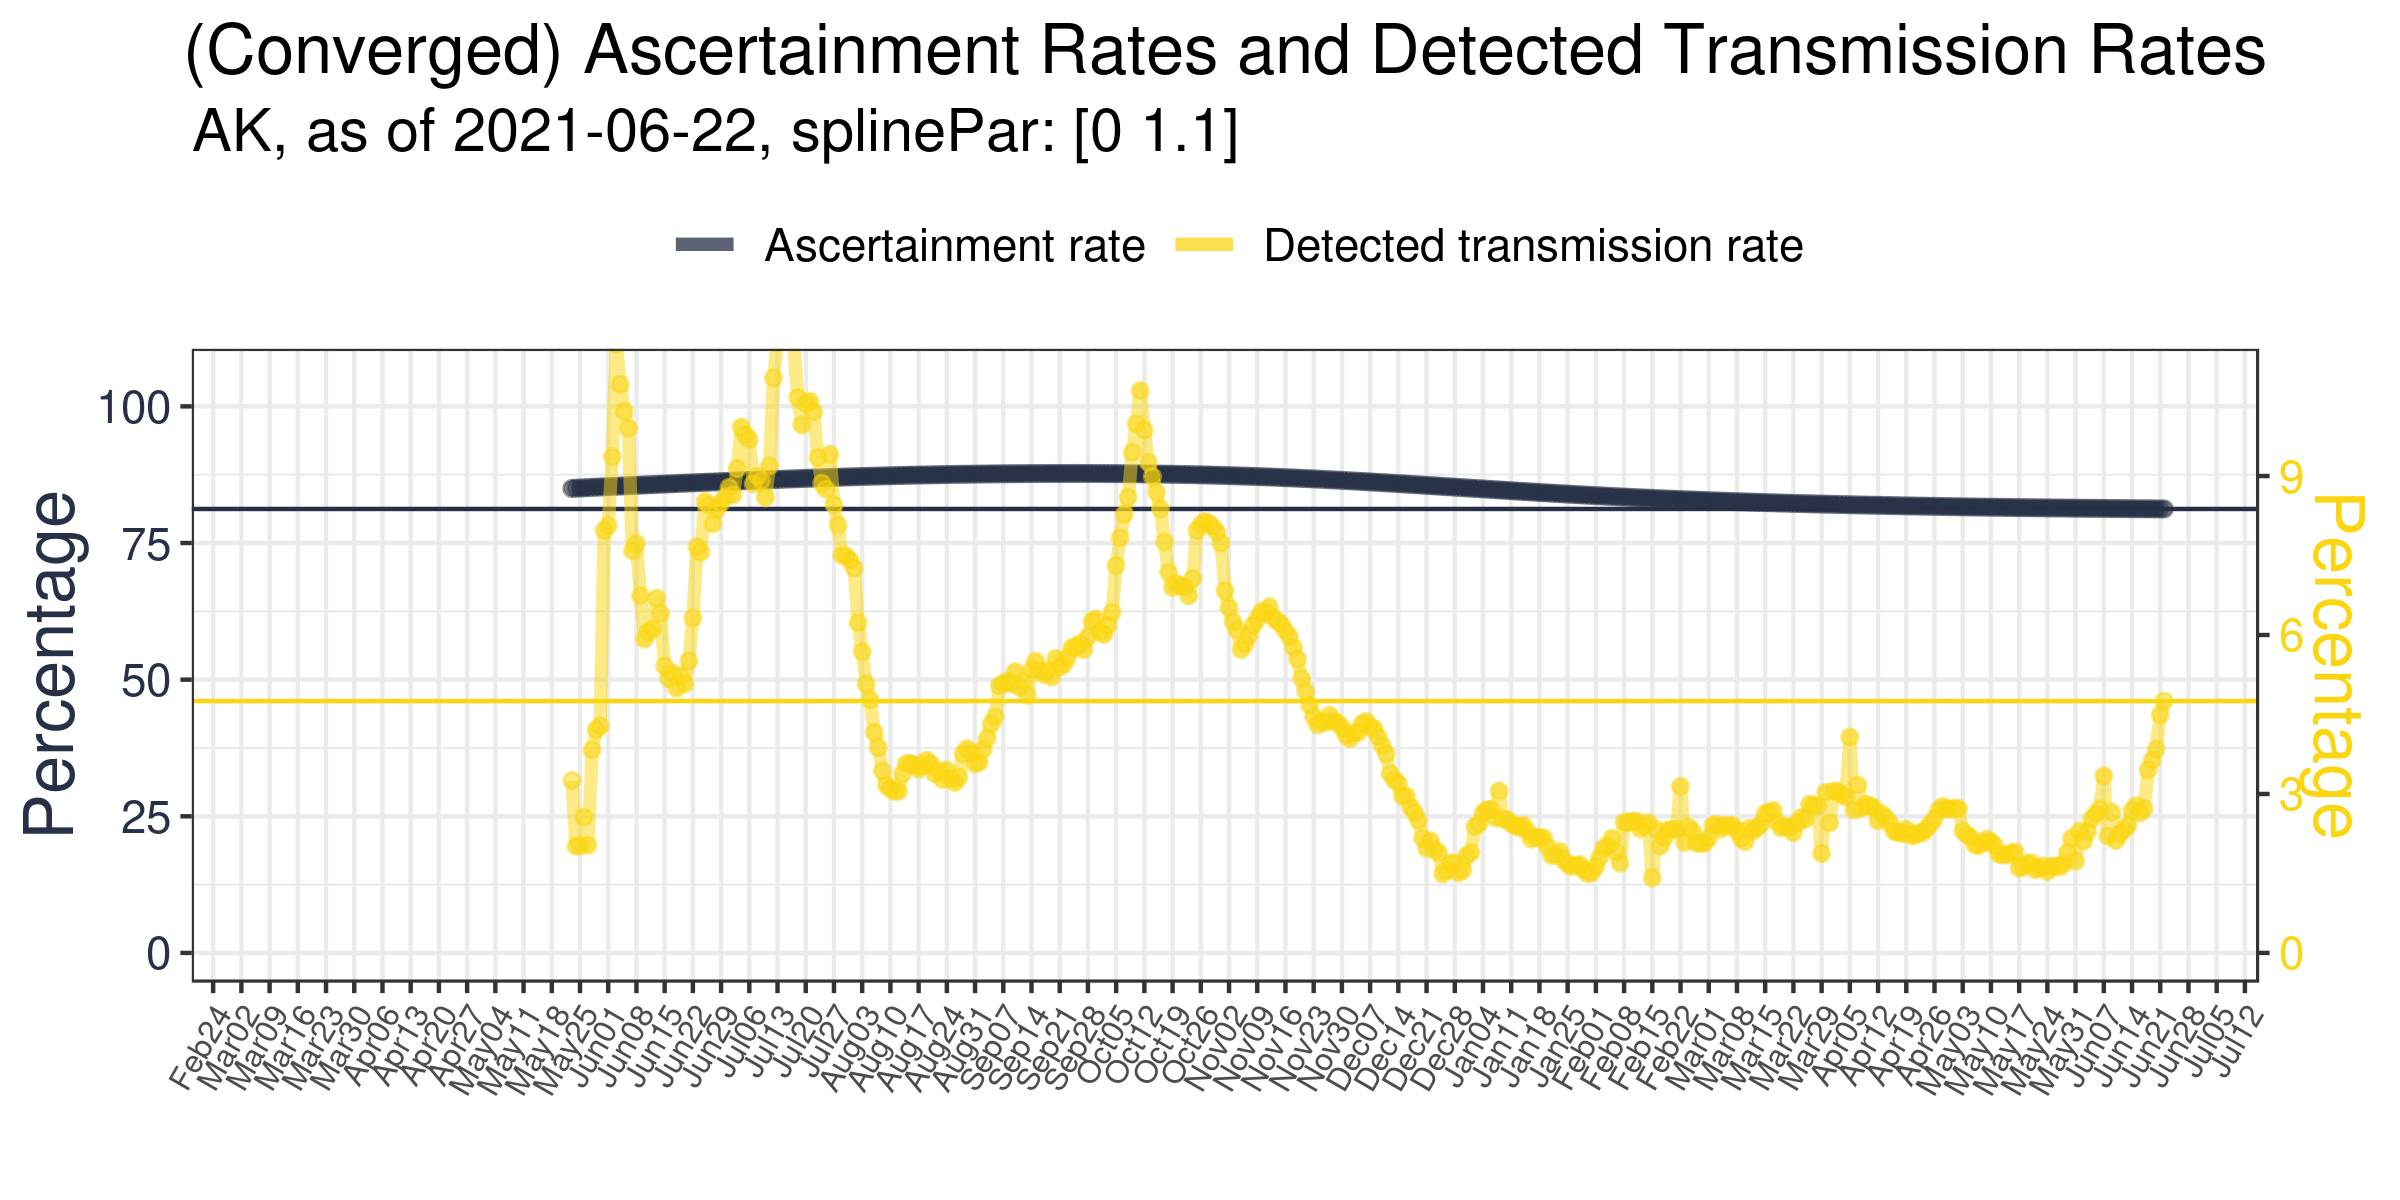 (Converged) Ascertainment Rates and Detected Transmission Rates
AK, as of 2021-06-22, splinePar: [0 1.1]
Ascertainment rate Detected transmission rate
Percentage
100
75
50
25
0
9
6
3
0
Percentage
Feb24 Mar02 Mar09 Mar16 Mar23 Mar30 Apr06 Apr13 Apr20 Apr27 May04 May11 May18 May25 Jun01 Jun08 Jun15 Jun22 Jun29 Jul06 Jul13 Jul20 Jul27 Aug03 Aug10 Aug17 Aug24 Aug31 Sep07 Sep14 Sep21 Sep28 Oct05 Oct12 Oct19 Oct26 Nov02 Nov09 Nov16 Nov23 Nov30 Dec07 Dec14 Dec21 Dec28 Jan04 Jan11 Jan18 Jan25 Feb01 Feb08 Feb15 Feb22 Mar01 Mar08 Mar15 Mar22 Mar29 Apr05 Apr12 Apr19 Apr26 May03 May10 May17 May24 May31 Jun07 Jun14 Jun21 Jun28 Jul05 Jul12